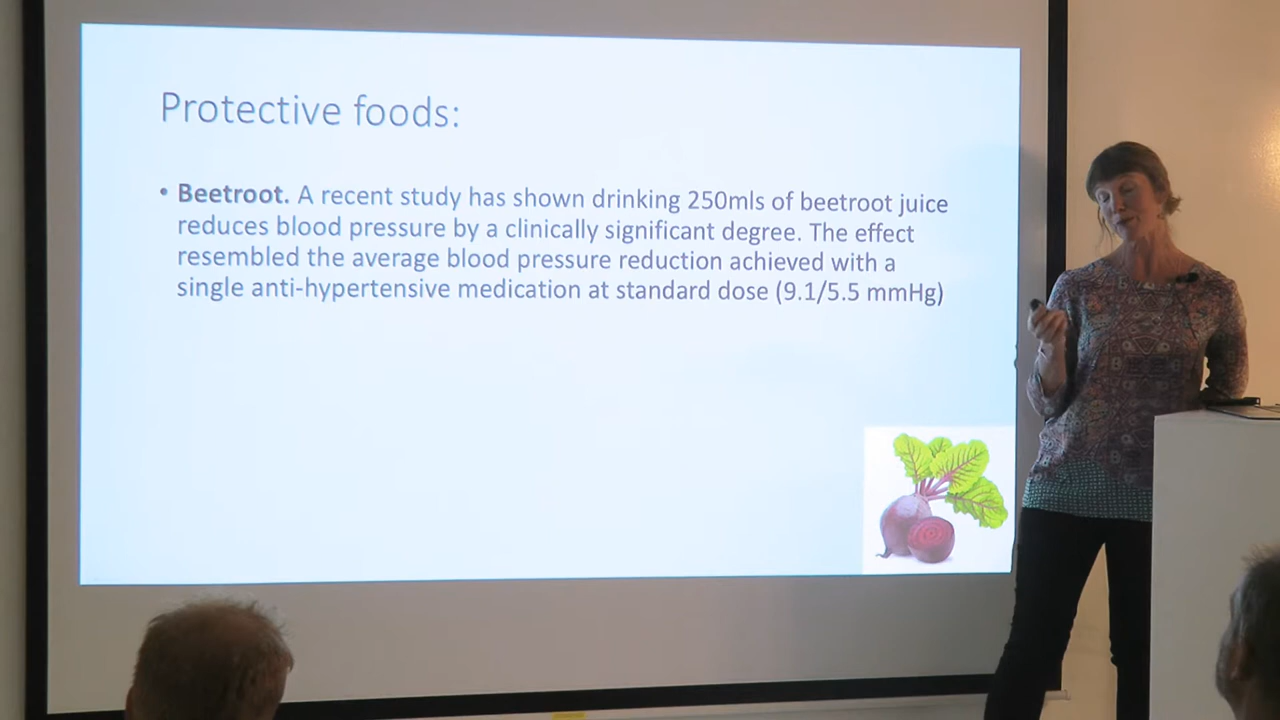 Protective foods:
• Beetroot. A recent study has shown drinking 250mls of beetroot juice
reduces blood pressure by a clinically significant degree. The effect
resembled the average blood pressure reduction achieved with a
single anti-hypertensive medication at standard dose (9.1/5.5 mmHg)